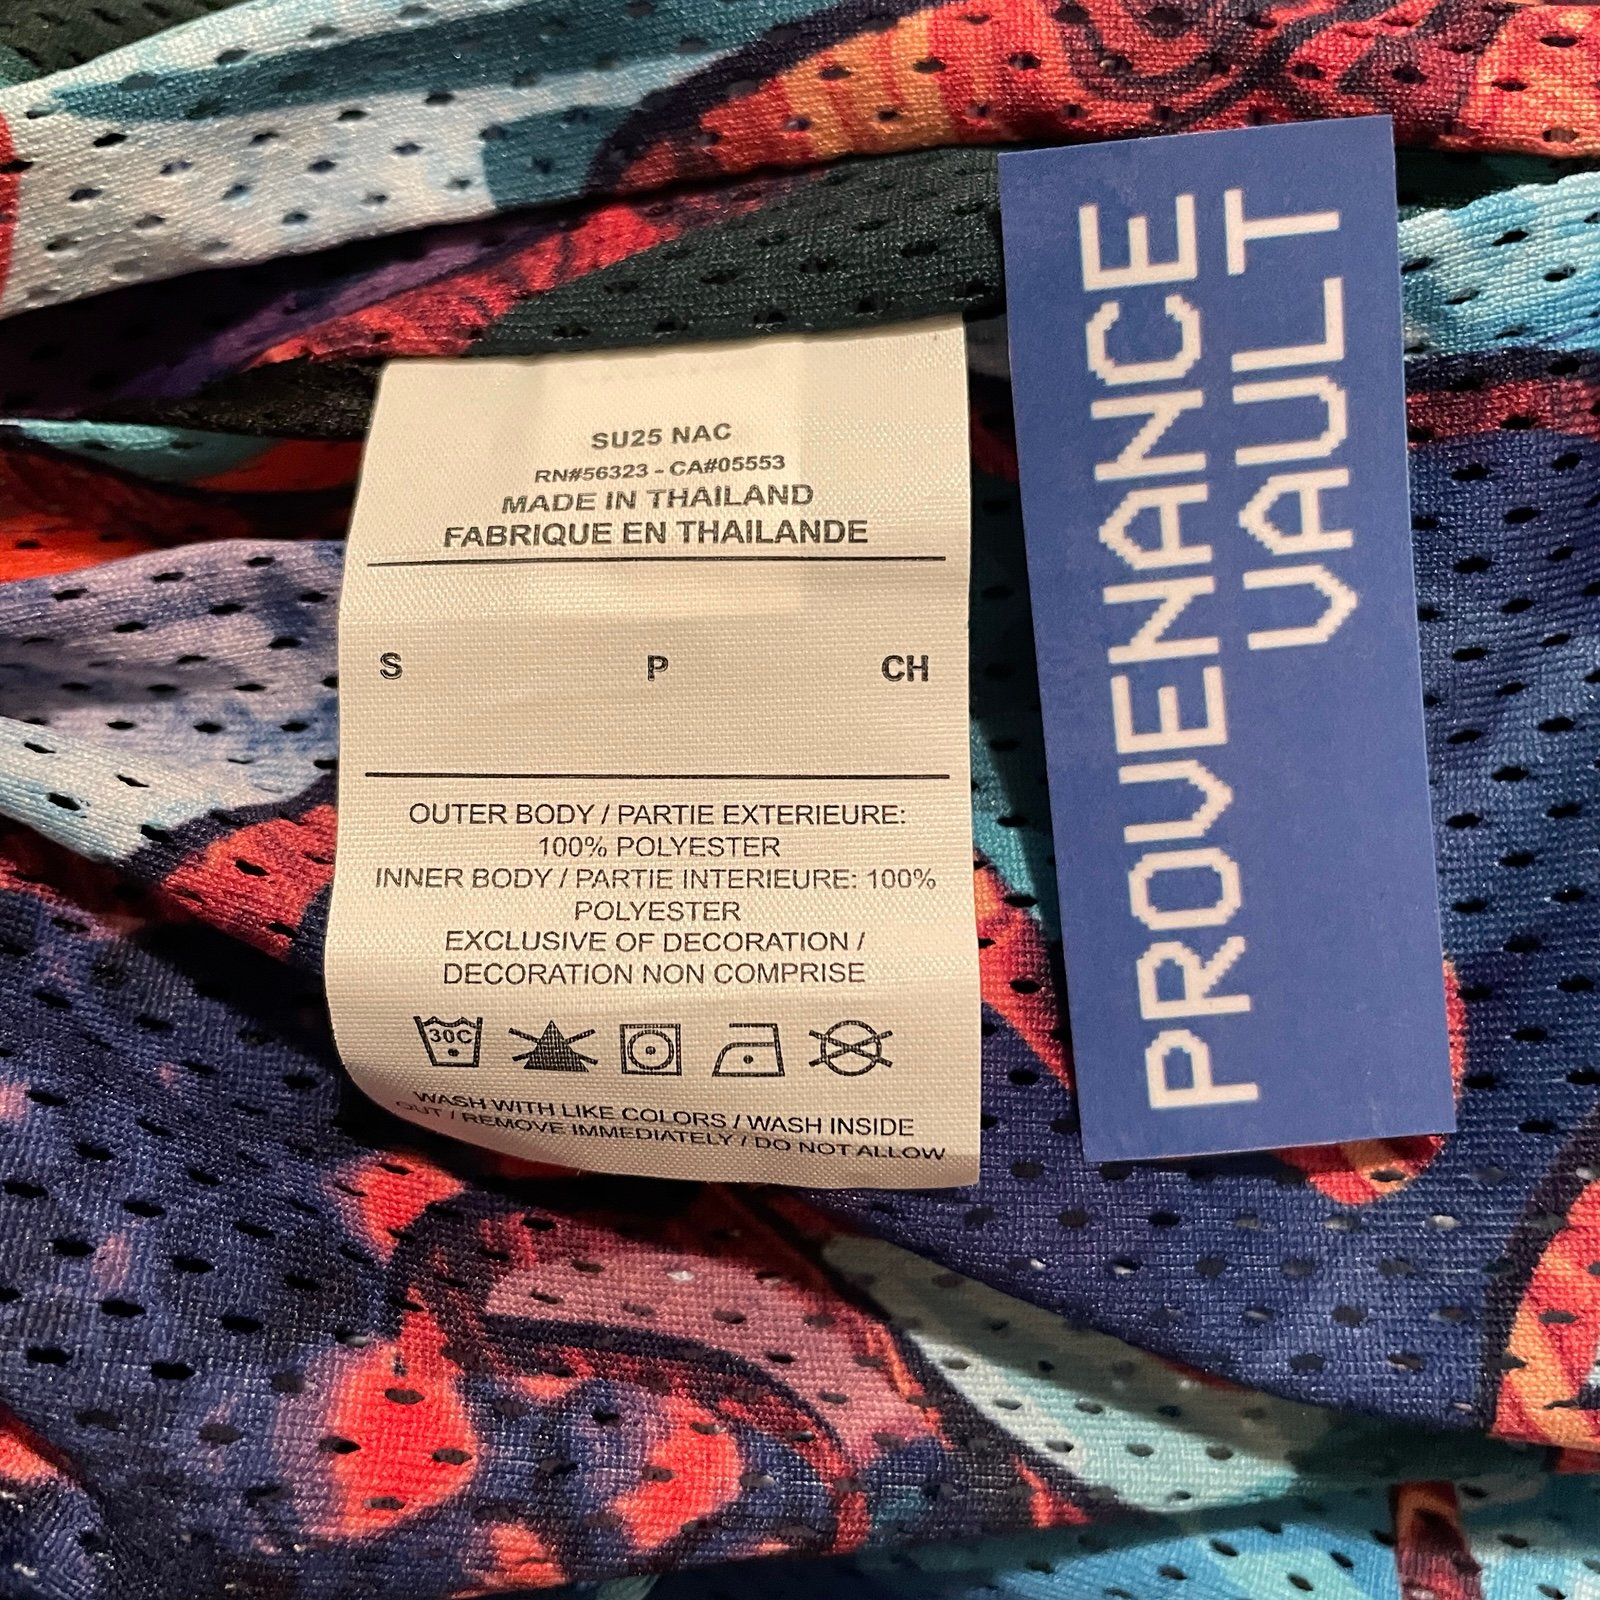 SU25 NAC
RN#56323 - CA#05553
MADE IN THAILAND
FABRIQUE EN THAILANDE
S P CH
OUTER BODY / PARTIE EXTERIEURE:
100% POLYESTER
INNER BODY / PARTIE INTERIEURE: 100%
POLYESTER
EXCLUSIVE OF DECORATION /
DECORATION NON COMPRISE
30C
WASH WITH LIKE COLORS / WASH INSIDE
OUT / REMOVE IMMEDIATELY / DO NOT ALLOW
PROVENANCE
VAULT